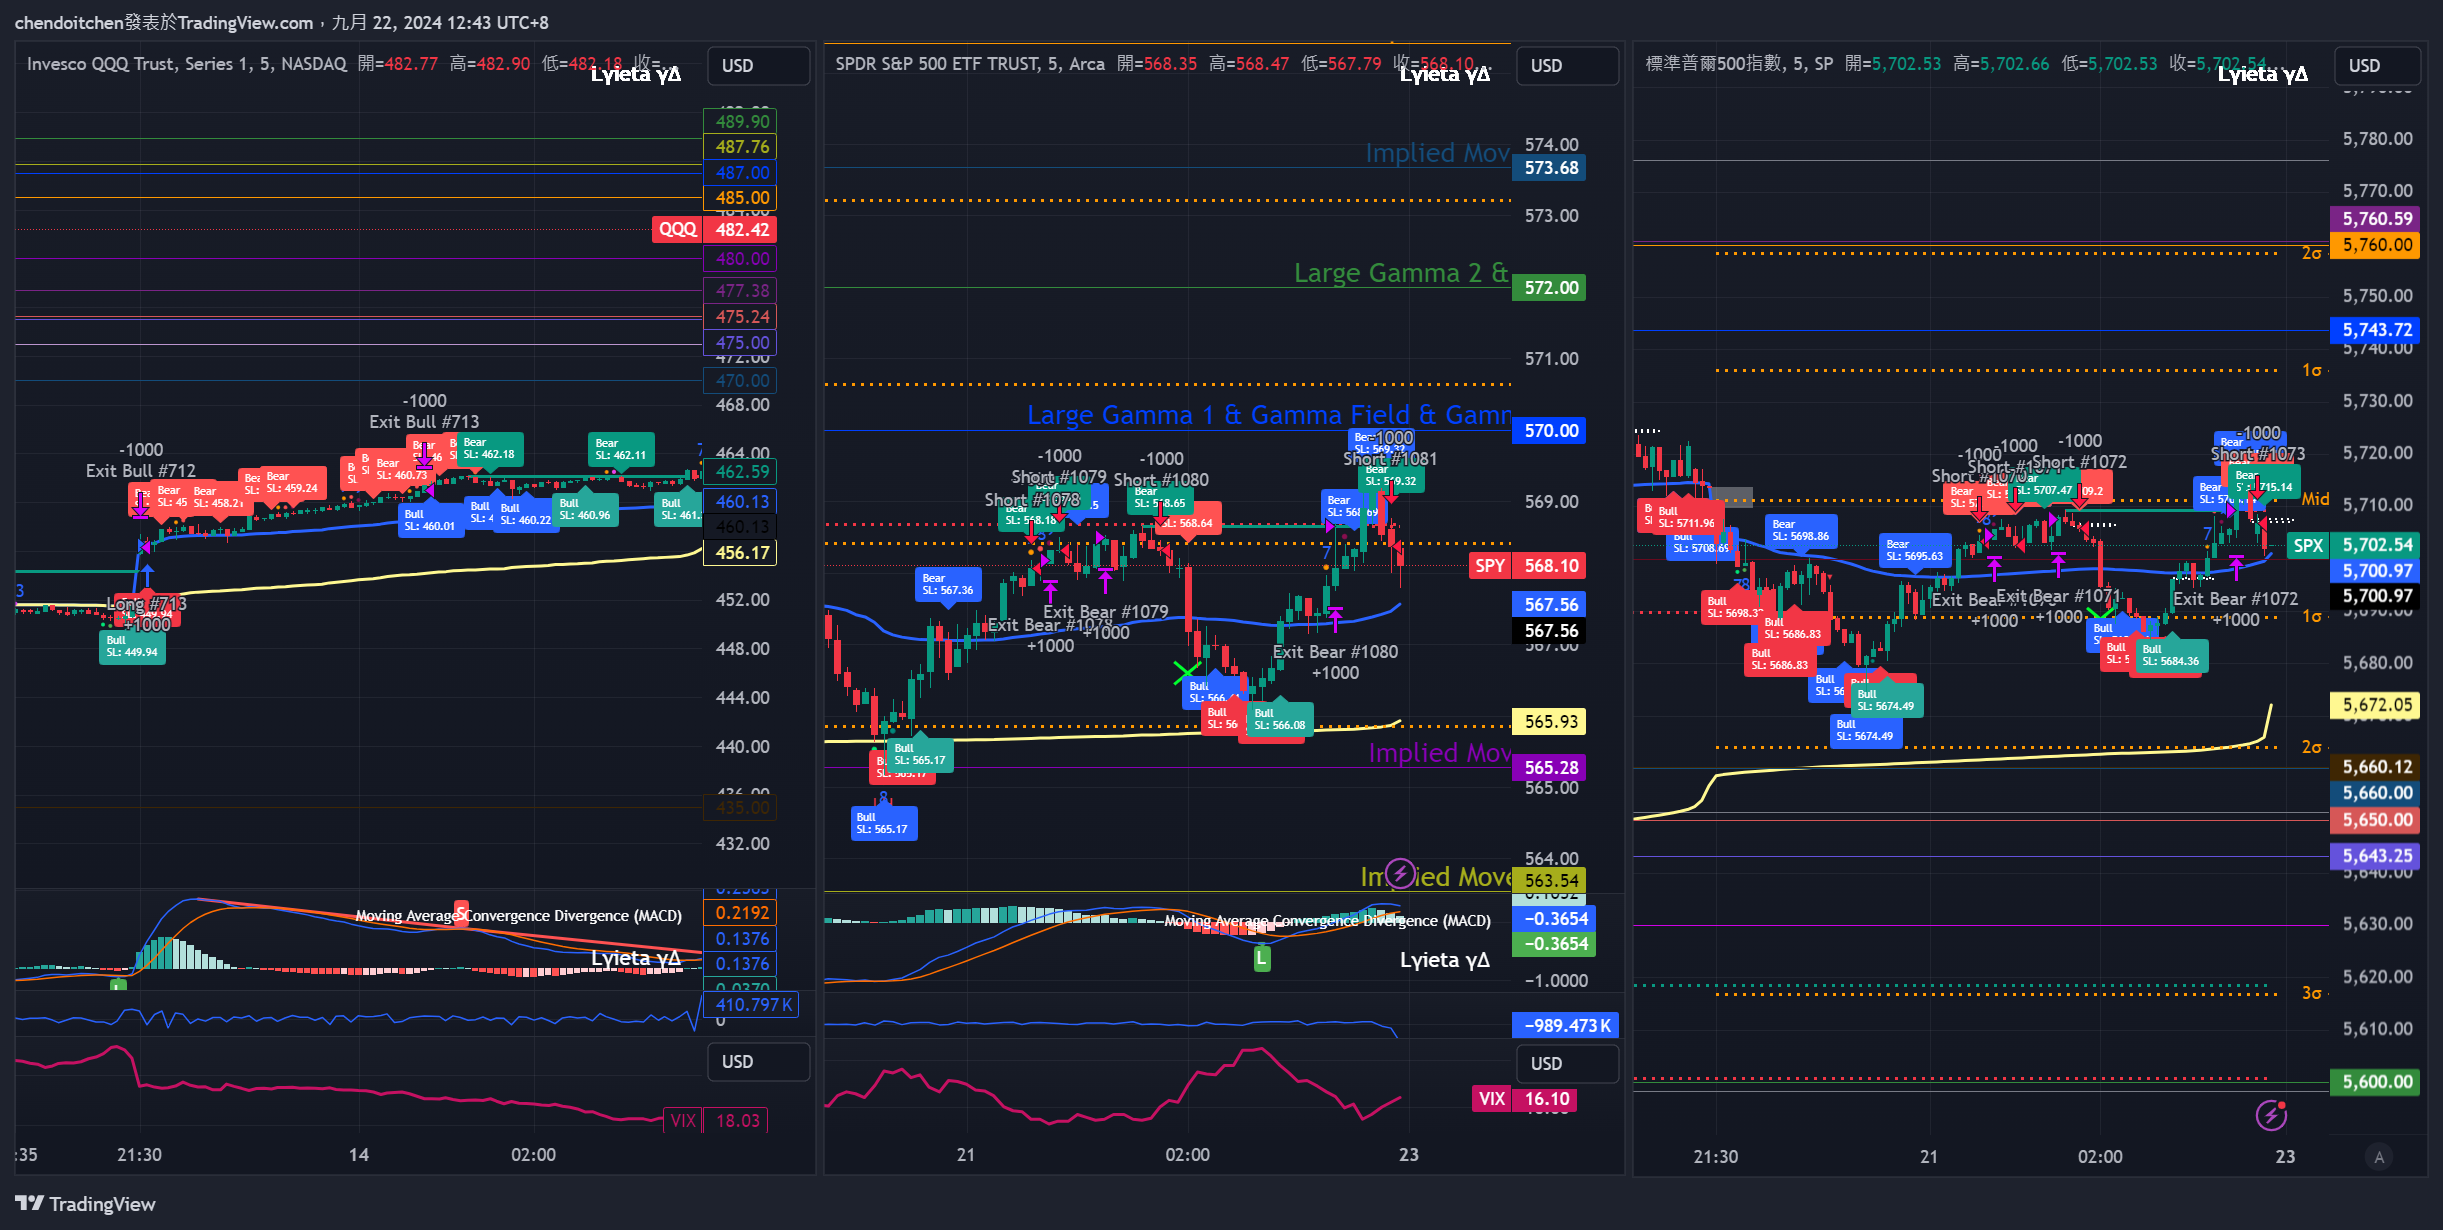 chendoitchen發表於TradingView.com，九月 22, 2024 12:43 UTC+8
Invesco QQQ Trust, Series 1, 5, NASDAQ 開=482.77 高=482.90 低=482.18 收=...
Lyieta γΔ
USD
489.90
487.76
487.00
485.00
QQQ 482.42
480.00
477.38
475.24
475.00
472.00
470.00
468.00
464.00
462.59
460.13
460.13
456.17
452.00
448.00
444.00
440.00
436.00
435.00
432.00
-1000
Exit Bull #713
-1000
Exit Bull #712
Bear
SL: 458.21
Bear
SL: 459.24
SL: 460.73
Bear
SL: 462.18
Bear
SL: 462.11
Bull
SL: 460.01
Bull
SL: 460.22
Bull
SL: 460.96
Bull
SL: 461.
Long #713
+1000
Bull
SL: 449.94
Moving Average Convergence Divergence (MACD)
S
Lyieta γΔ
0.2192
0.1376
0.1376
0.0370
410.797K
0
USD
VIX 18.03
:35
21:30
14
02:00
SPDR S&P 500 ETF TRUST, 5, Arca 開=568.35 高=568.47 低=567.79 收=568.10...
Lyieta γΔ
USD
574.00
Implied Mov
573.68
573.00
Large Gamma 2 &
572.00
571.00
Large Gamma 1 & Gamma Field & Gamm
570.00
569.00
SPY 568.10
567.56
567.56
567.00
565.93
Implied Mov
565.28
565.00
564.00
Implied Move
563.54
-1000
Short #1079
Short #1078
-1000
Short #1080
-1000
Short #1081
Bear
SL: 567.36
SL: 568.18
SL: 568.64
Exit Bear #1079
+1000
Exit Bear #1078
+1000
Exit Bear #1080
+1000
Bull
SL: 566.08
Bull
SL: 565.17
Bull
SL: 565.17
Moving Average Convergence Divergence (MACD)
L
Lyieta γΔ
−0.3654
−0.3654
−1.0000
−989.473K
USD
VIX 16.10
21
02:00
23
標準普爾500指數, 5, SP 開=5,702.53 高=5,702.66 低=5,702.53 收=5,702.54...
Lyieta γΔ
USD
5,780.00
5,770.00
5,760.59
5,760.00
2σ
5,750.00
5,743.72
5,740.00
1σ
5,730.00
5,720.00
Mid
5,710.00
SPX 5,702.54
5,700.97
5,700.97
5,690.00
1σ
5,680.00
5,672.05
2σ
5,660.12
5,660.00
5,650.00
5,643.25
5,640.00
5,630.00
5,620.00
3σ
5,610.00
5,600.00
-1000
-1000
-1000
Short #1072
-1000
Short #1073
Bull
SL: 5711.96
SL: 5708.69
Bear
SL: 5698.86
Bear
SL: 5695.63
SL: 5707.47
Bull
SL: 5686.83
Bull
SL: 5686.83
Bull
SL: 5674.49
Bull
SL: 5674.49
Exit Bear #1071
+1000
+1000
Exit Bear #1072
+1000
Bull
SL: 5684.36
21:30
21
02:00
23
A
TradingView